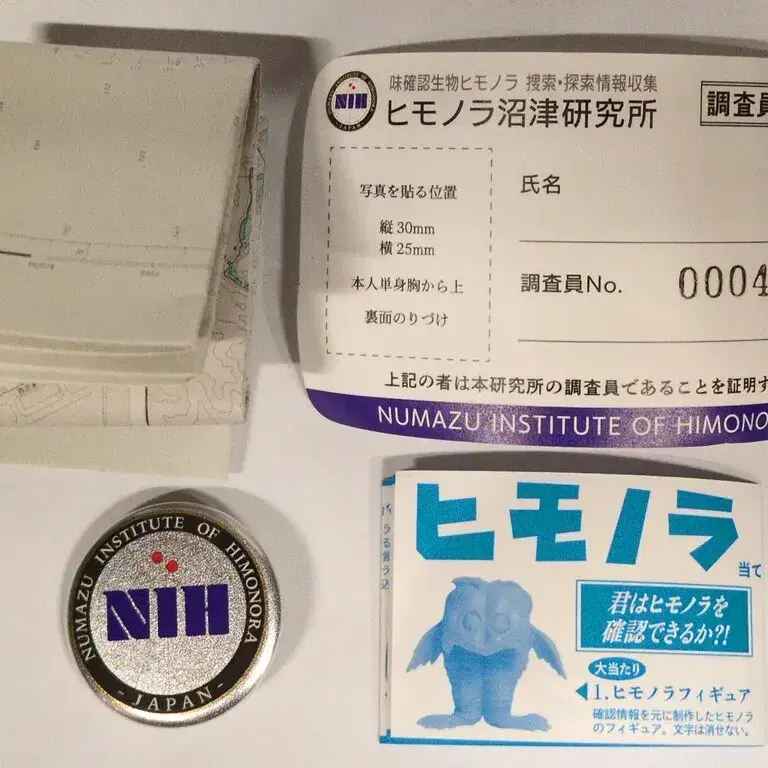 味確認生物ヒモノラ 捜索・探索情報収集
ヒモノラ沼津研究所
調査員
NUMAZU INSTITUTE OF HIMONORA
NIH
- JAPAN -
写真を貼る位置
縦 30mm
横 25mm
本人単身胸から上
裏面のりづけ
氏名
調査員No. 0004
上記の者は本研究所の調査員であることを証明す
NUMAZU INSTITUTE OF HIMONO
NUMAZU INSTITUTE OF HIMONORA
NIH
- JAPAN -
ヒモノラ
当て
君はヒモノラを
確認できるか?!
大当たり
◀1.ヒモノラフィギュア
確認情報を元に制作したヒモノラ
のフィギュア。文字は消せない。